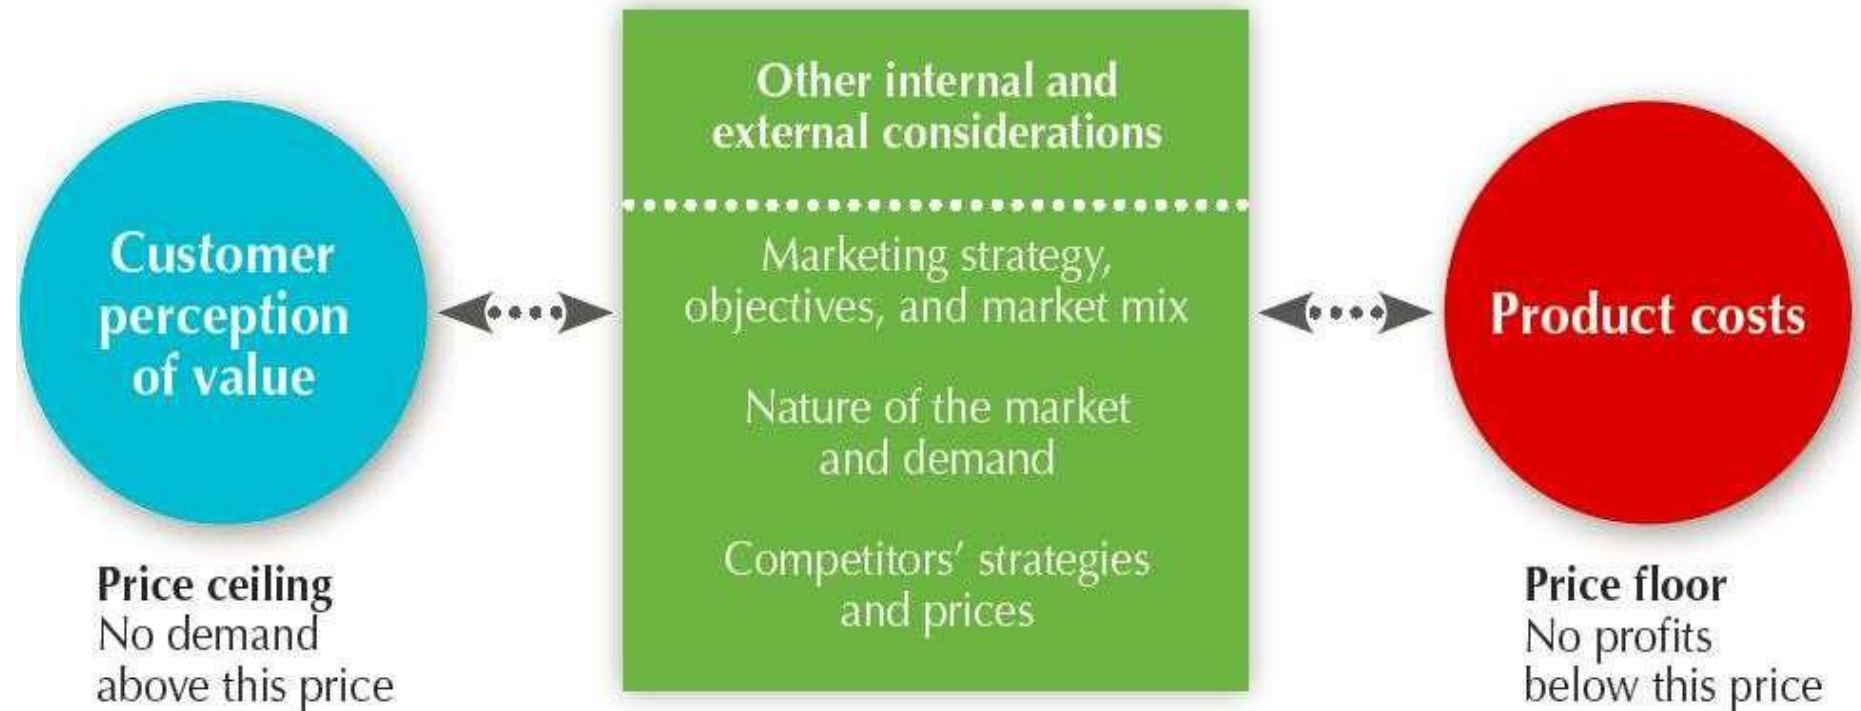 Customer
perception
of value
Price ceiling
No demand
above this price
Other internal and
external considerations
Marketing strategy,
objectives, and market mix
Nature of the market
and demand
Competitors’ strategies
and prices
Product costs
Price floor
No profits
below this price